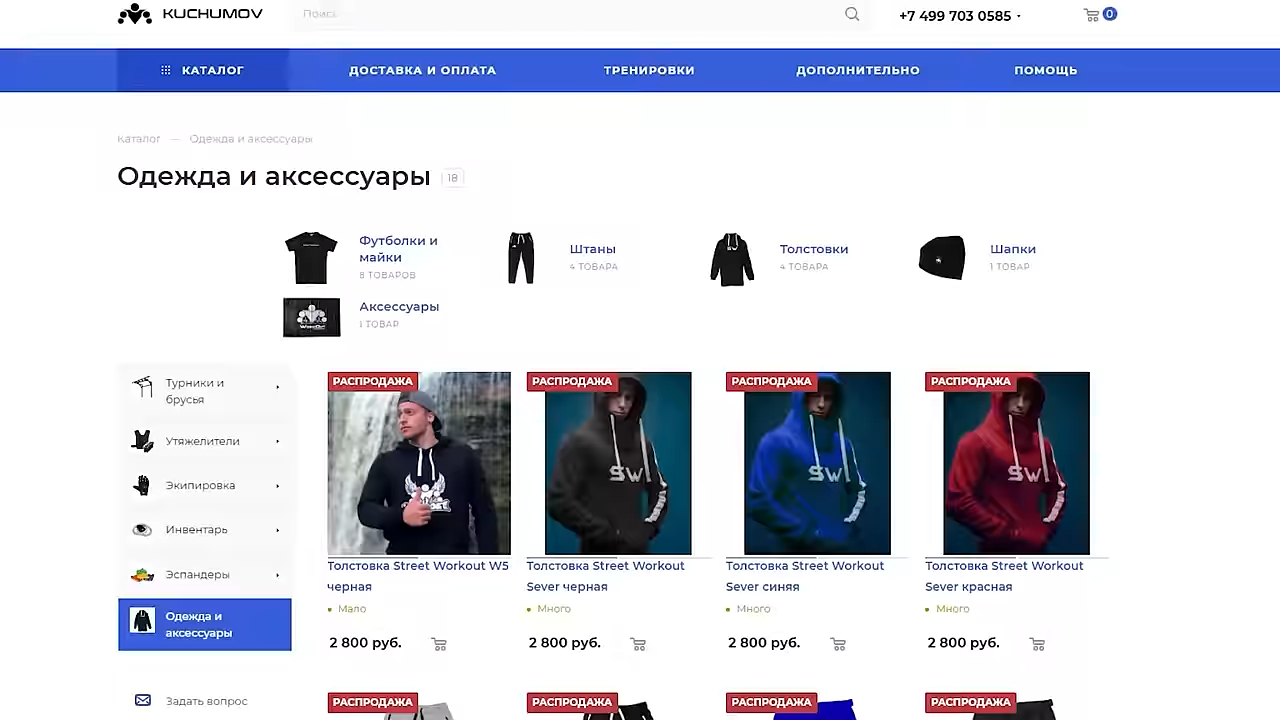 KUCHUMOV
Поиск
+7 499 703 0585
0
КАТАЛОГ
ДОСТАВКА И ОПЛАТА
ТРЕНИРОВКИ
ДОПОЛНИТЕЛЬНО
ПОМОЩЬ
Каталог — Одежда и аксессуары
Одежда и аксессуары 18
Футболки и
майки
8 ТОВАРОВ
Штаны
4 ТОВАРА
Толстовки
4 ТОВАРА
Шапки
1 ТОВАР
Аксессуары
1 ТОВАР
Турники и
брусья
Утяжелители
Экипировка
Инвентарь
Эспандеры
Одежда и
аксессуары
Задать вопрос
РАСПРОДАЖА
Толстовка Street Workout W5
черная
Мало
2 800 руб.
РАСПРОДАЖА
SW
Толстовка Street Workout
Sever черная
Много
2 800 руб.
РАСПРОДАЖА
SW
Толстовка Street Workout
Sever синяя
Много
2 800 руб.
РАСПРОДАЖА
SW
Толстовка Street Workout
Sever красная
Много
2 800 руб.
РАСПРОДАЖА
РАСПРОДАЖА
РАСПРОДАЖА
РАСПРОДАЖА